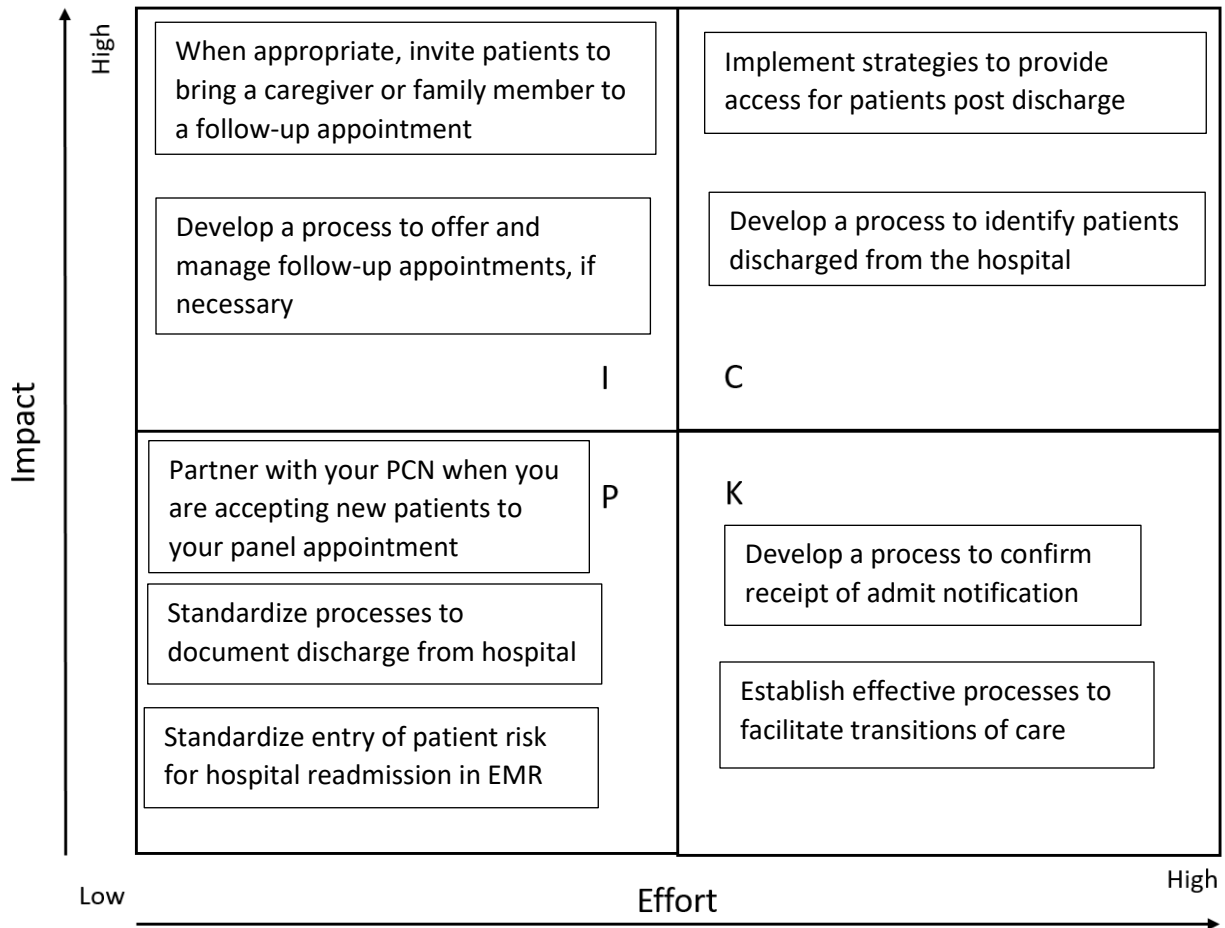 High
When appropriate, invite patients to
bring a caregiver or family member to
a follow-up appointment
Implement strategies to provide
access for patients post discharge
Develop a process to offer and
manage follow-up appointments, if
necessary
Develop a process to identify patients
discharged from the hospital
I
C
Impact
Partner with your PCN when you
are accepting new patients to
your panel appointment
P
K
Develop a process to confirm
receipt of admit notification
Standardize processes to
document discharge from hospital
Establish effective processes to
facilitate transitions of care
Standardize entry of patient risk
for hospital readmission in EMR
Low
Effort
High